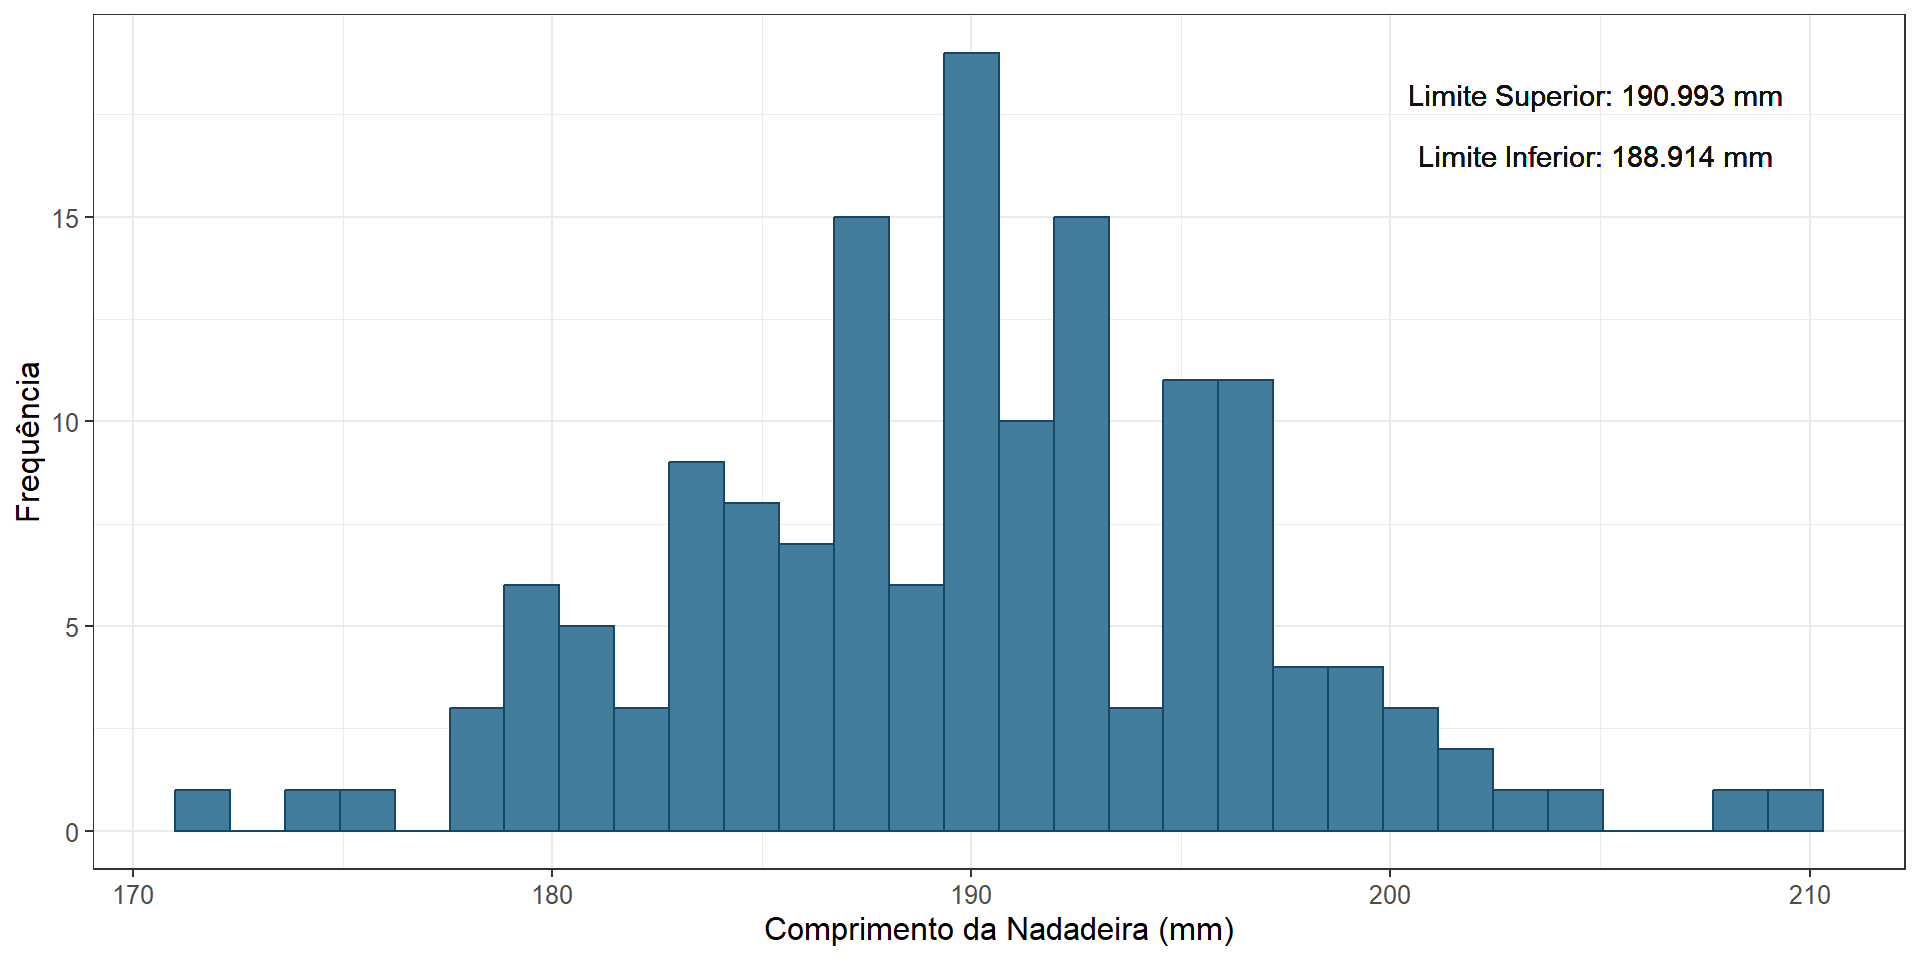 Limite Superior: 190.993 mm
Limite Inferior: 188.914 mm
Frequência
15
10
5
0
170 180 190 200 210
Comprimento da Nadadeira (mm)